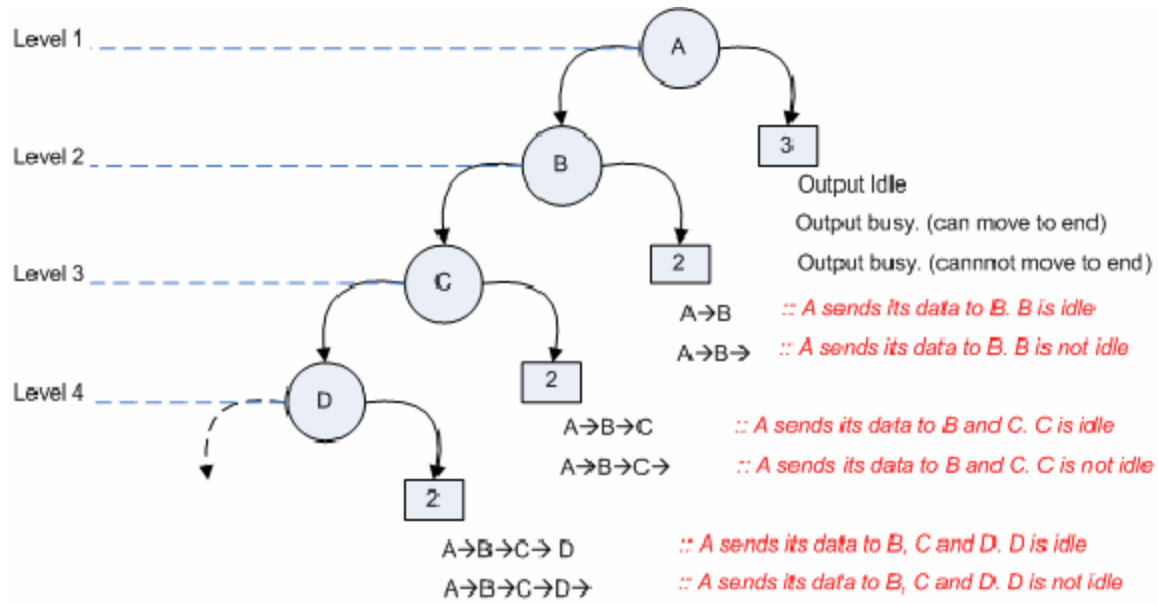 Level 1
A
Level 2
B
3
Output Idle
Output busy. (can move to end)
Output busy. (cannnot move to end)
Level 3
C
2
A→B :: A sends its data to B. B is idle
A→B→ :: A sends its data to B. B is not idle
Level 4
D
2
A→B→C :: A sends its data to B and C. C is idle
A→B→C→ :: A sends its data to B and C. C is not idle
2
A→B→C→ D :: A sends its data to B, C and D. D is idle
A→B→C→D→ :: A sends its data to B, C and D. D is not idle